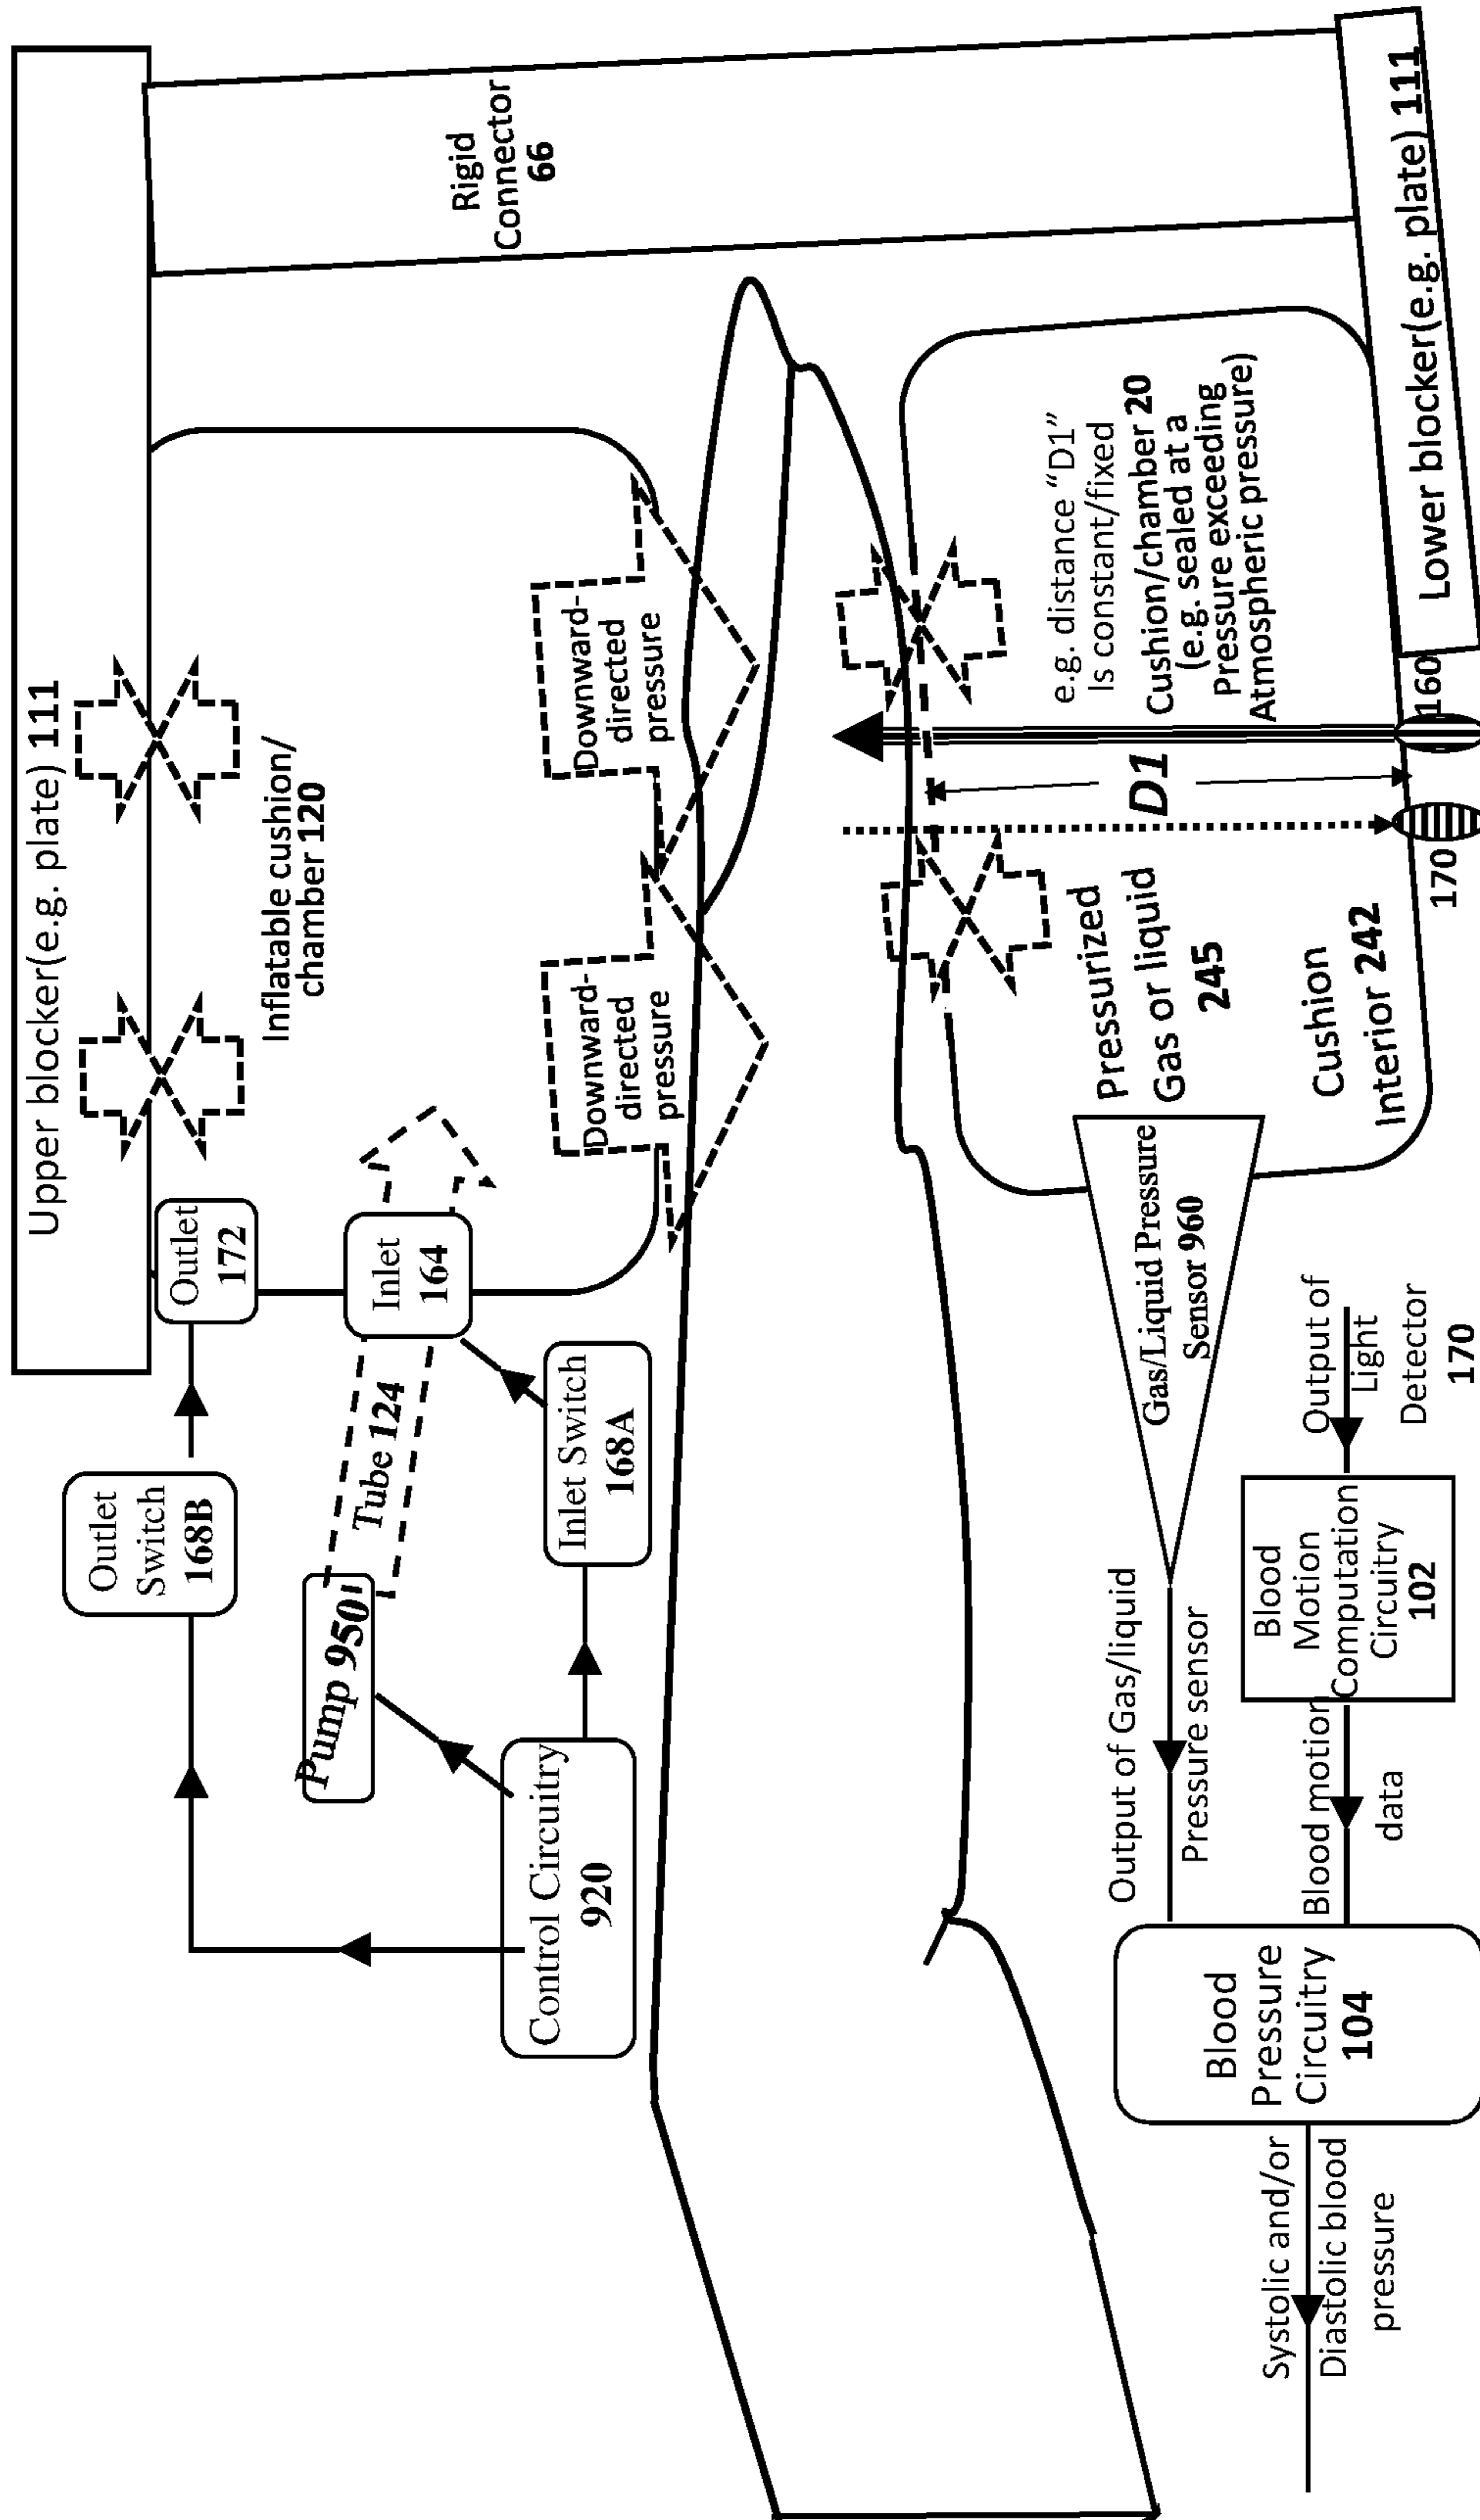 Upper blocker(e.g. plate) 111
Rigid
Connector
66
Inflatable cushion/
chamber 120
Outlet
172
Inlet
164
Outlet
Switch
168B
Tube 124
Pump 950
Inlet Switch
168A
Control Circuitry
920
Downward-
directed
pressure
Downward-
directed
pressure
e.g. distance “D1”
Is constant/fixed
Cushion/chamber 20
(e.g. sealed at a
Pressure exceeding
Atmospheric pressure)
D1
Pressurized
Gas or liquid
245
Cushion
Interior 242
170
160
Lower blocker(e.g. plate) 111
Gas/Liquid Pressure
Sensor 960
Output of Gas/liquid
Pressure sensor
Output of
Light
Detector
170
Blood
Motion
Computation
Circuitry
102
Blood motion
data
Blood
Pressure
Circuitry
104
Systolic and/or
Diastolic blood
pressure